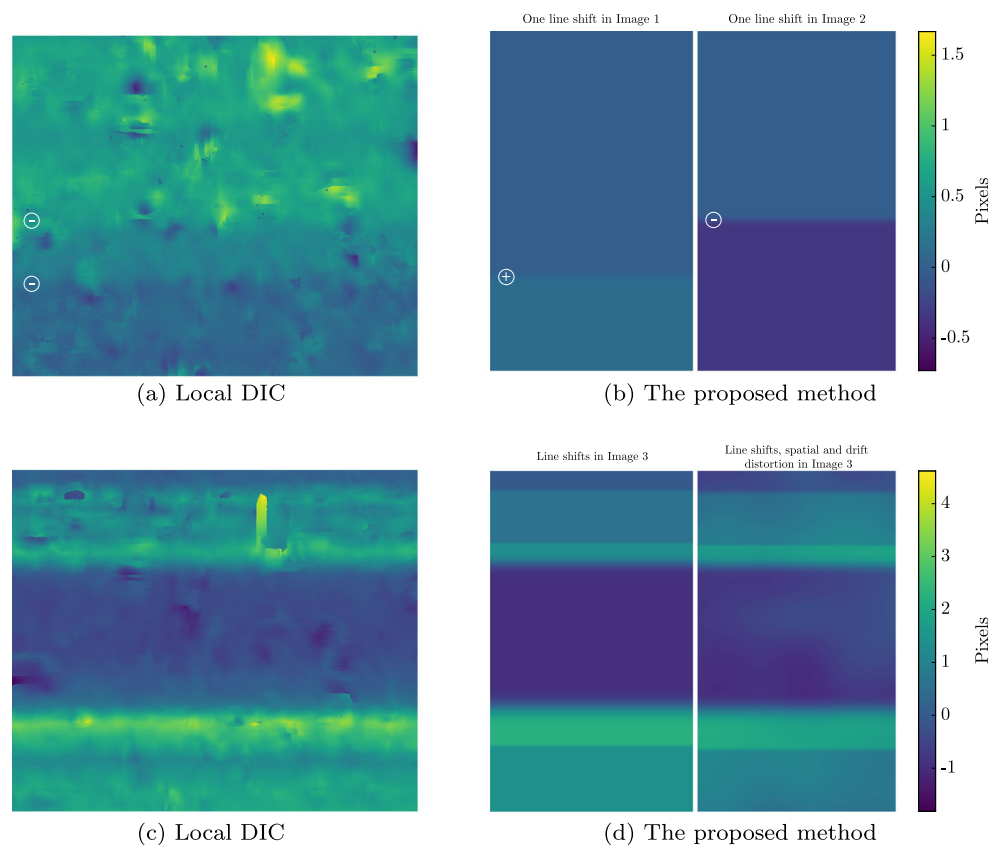 One line shift in Image 1
One line shift in Image 2
-
-
+
-
1.5
1
0.5
0
-0.5
Pixels
(a) Local DIC
(b) The proposed method
Line shifts in Image 3
Line shifts, spatial and drift
distortion in Image 3
4
3
2
1
0
-1
Pixels
(c) Local DIC
(d) The proposed method